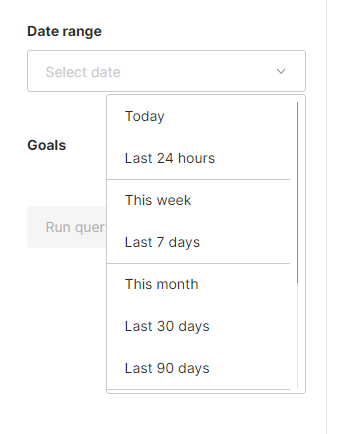 Date range
Select date
Today
Last 24 hours
Goals
This week
Run quer
Last 7 days
This month
Last 30 days
Last 90 days